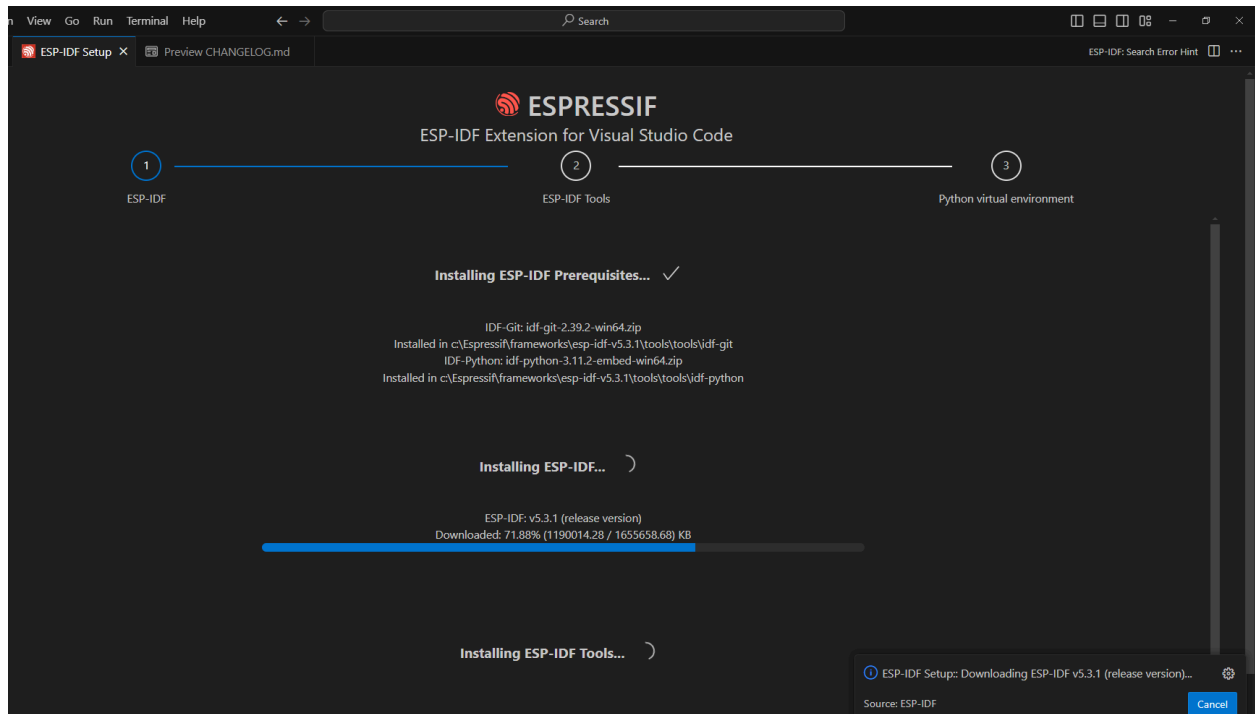 View Go Run Terminal Help Search
ESP-IDF Setup Preview CHANGELOG.md ESP-IDF: Search Error Hint
ESPRESSIF
ESP-IDF Extension for Visual Studio Code
1 2 3
ESP-IDF ESP-IDF Tools Python virtual environment
Installing ESP-IDF Prerequisites...
IDF-Git: idf-git-2.39.2-win64.zip
Installed in c:\Espressif\frameworks\esp-idf-v5.3.1\tools\tools\idf-git
IDF-Python: idf-python-3.11.2-embed-win64.zip
Installed in c:\Espressif\frameworks\esp-idf-v5.3.1\tools\tools\idf-python
Installing ESP-IDF...
ESP-IDF: v5.3.1 (release version)
Downloaded: 71.88% (1190014.28 / 1655658.68) KB
Installing ESP-IDF Tools...
ESP-IDF Setup:: Downloading ESP-IDF v5.3.1 (release version)...
Source: ESP-IDF Cancel